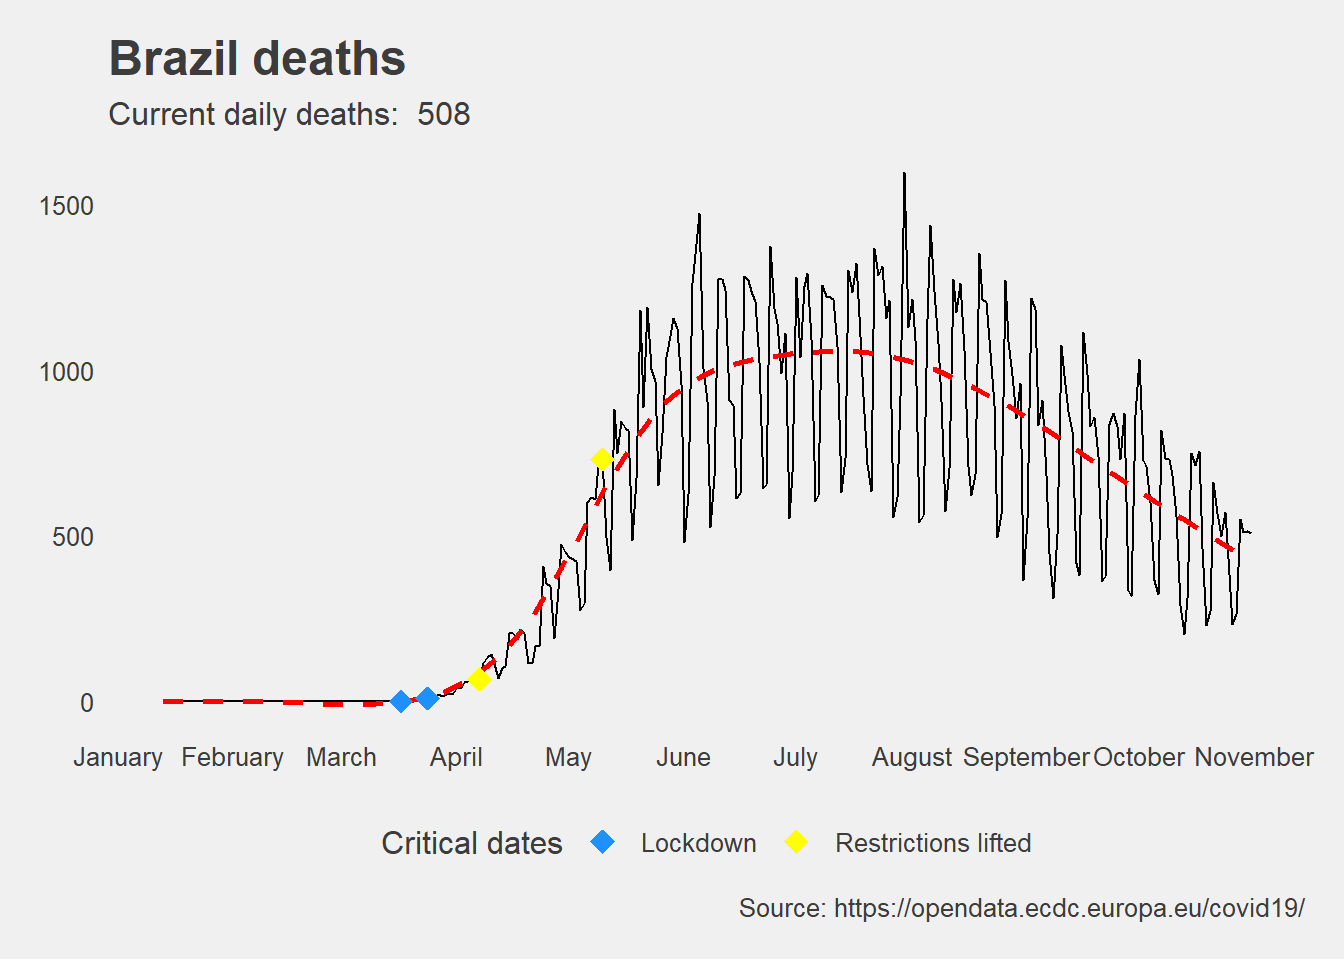 Brazil deaths
Current daily deaths:  508
1500
1000
500
0
January February March April May June July August September October November
Critical dates Lockdown Restrictions lifted
Source: https://opendata.ecdc.europa.eu/covid19/